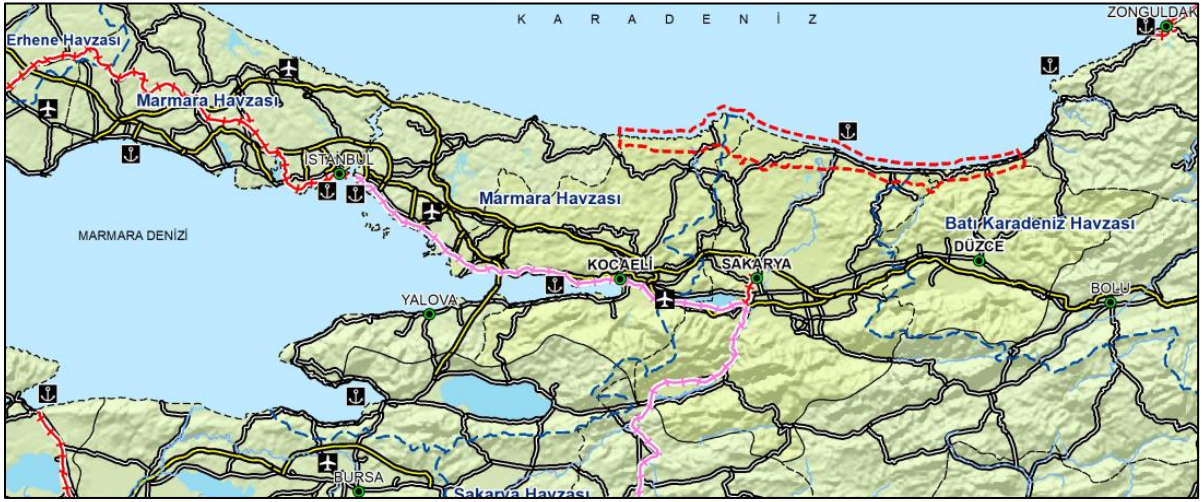 K A R A D E N İ Z
ZONGULDAK
Erhene Havzası
Marmara Havzası
İSTANBUL
Marmara Havzası
MARMARA DENİZİ
Batı Karadeniz Havzası
DÜZCE
KOCAELİ
SAKARYA
YALOVA
BOLU
BURSA
Sakarya Havzası